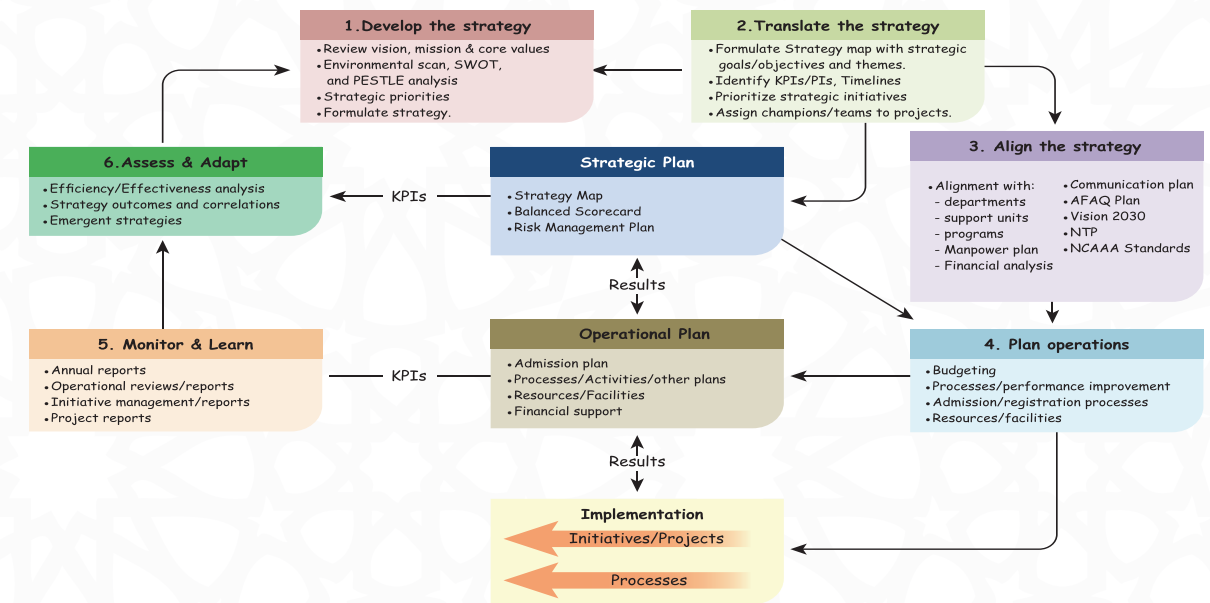 1.Develop the strategy
• Review vision, mission & core values
• Environmental scan, SWOT,
and PESTLE analysis
• Strategic priorities
• Formulate strategy.
2.Translate the strategy
• Formulate Strategy map with strategic
goals/objectives and themes.
• Identify KPIs/PIs, Timelines
• Prioritize strategic initiatives
• Assign champions/teams to projects.
3. Align the strategy
• Alignment with:
- departments
- support units
- programs
- Manpower plan
- Financial analysis
• Communication plan
• AFAQ Plan
• Vision 2030
• NTP
• NCAAA Standards
6.Assess & Adapt
• Efficiency/Effectiveness analysis
• Strategy outcomes and correlations
• Emergent strategies
KPIs
Strategic Plan
• Strategy Map
• Balanced Scorecard
• Risk Management Plan
Results
5. Monitor & Learn
• Annual reports
• Operational reviews/reports
• Initiative management/reports
• Project reports
KPIs
Operational Plan
• Admission plan
• Processes/Activities/other plans
• Resources/Facilities
• Financial support
4. Plan operations
• Budgeting
• Processes/performance improvement
• Admission/registration processes
• Resources/facilities
Results
Implementation
Initiatives/Projects
Processes